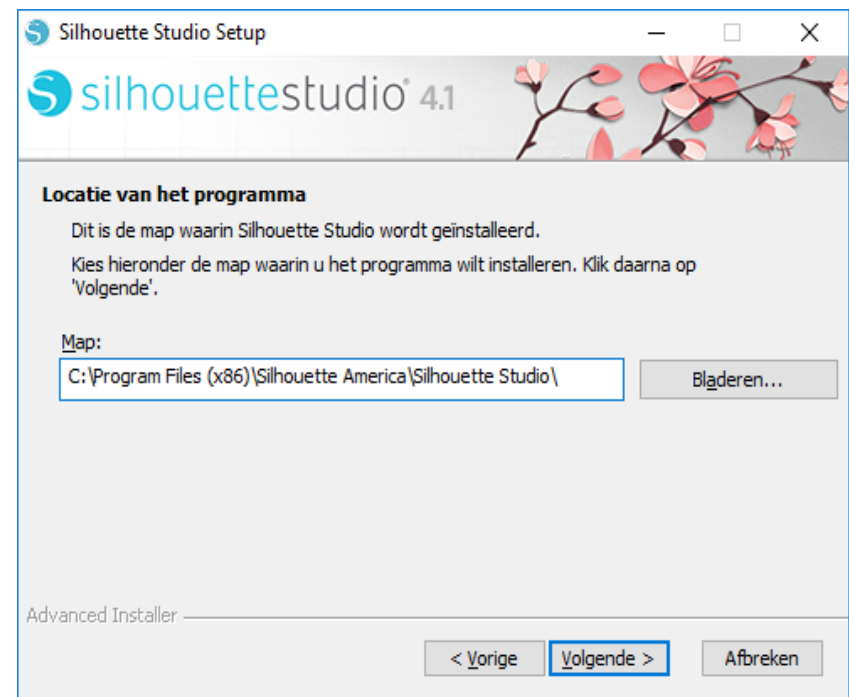 Silhouette Studio Setup
silhouettestudio® 4.1
Locatie van het programma
Dit is de map waarin Silhouette Studio wordt geïnstalleerd.
Kies hieronder de map waarin u het programma wilt installeren. Klik daarna op
'Volgende'.
Map:
C:\Program Files (x86)\Silhouette America\Silhouette Studio\
Bladeren...
Advanced Installer
< Vorige
Volgende >
Afbreken